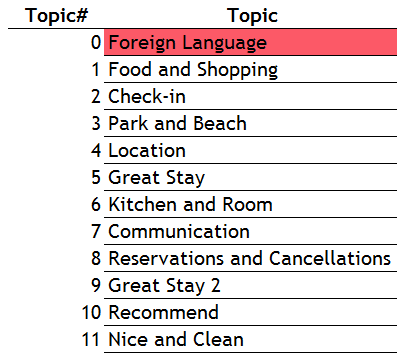 Topic# Topic
0 Foreign Language
1 Food and Shopping
2 Check-in
3 Park and Beach
4 Location
5 Great Stay
6 Kitchen and Room
7 Communication
8 Reservations and Cancellations
9 Great Stay 2
10 Recommend
11 Nice and Clean